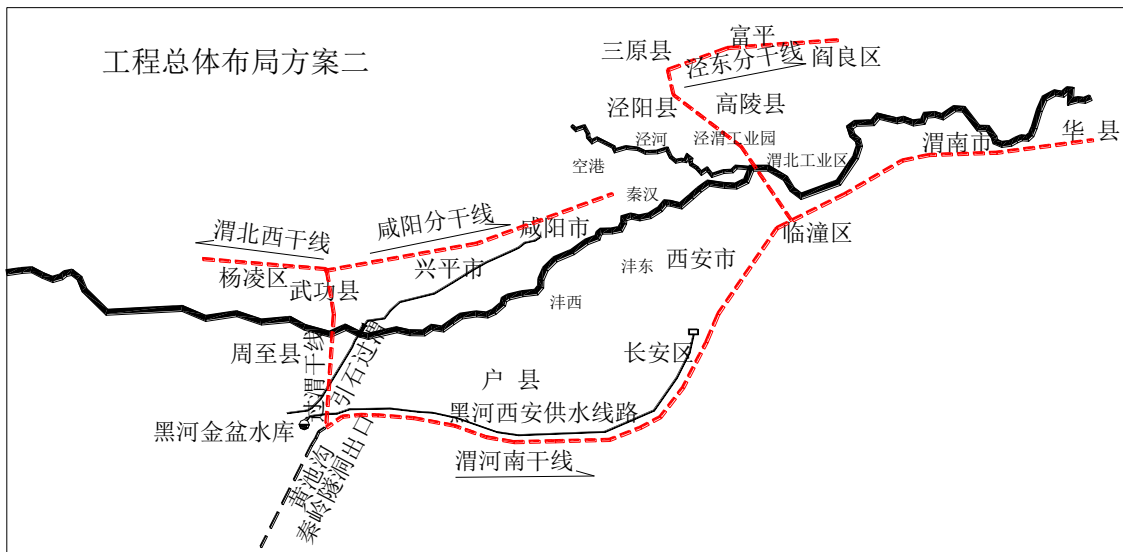 工程总体布局方案二
富平
三原县
泾东分干线
阎良区
泾阳县
高陵县
泾河
泾渭工业园
渭北工业区
渭南市
华 县
空港
秦汉
咸阳分干线
咸阳市
渭北西干线
临潼区
西安市
沣东
兴平市
杨凌区
武功县
沣西
周至县
过渭干线
引石过渭
长安区
户 县
黑河西安供水线路
黑河金盆水库
渭河南干线
黄池沟
秦岭隧洞出口